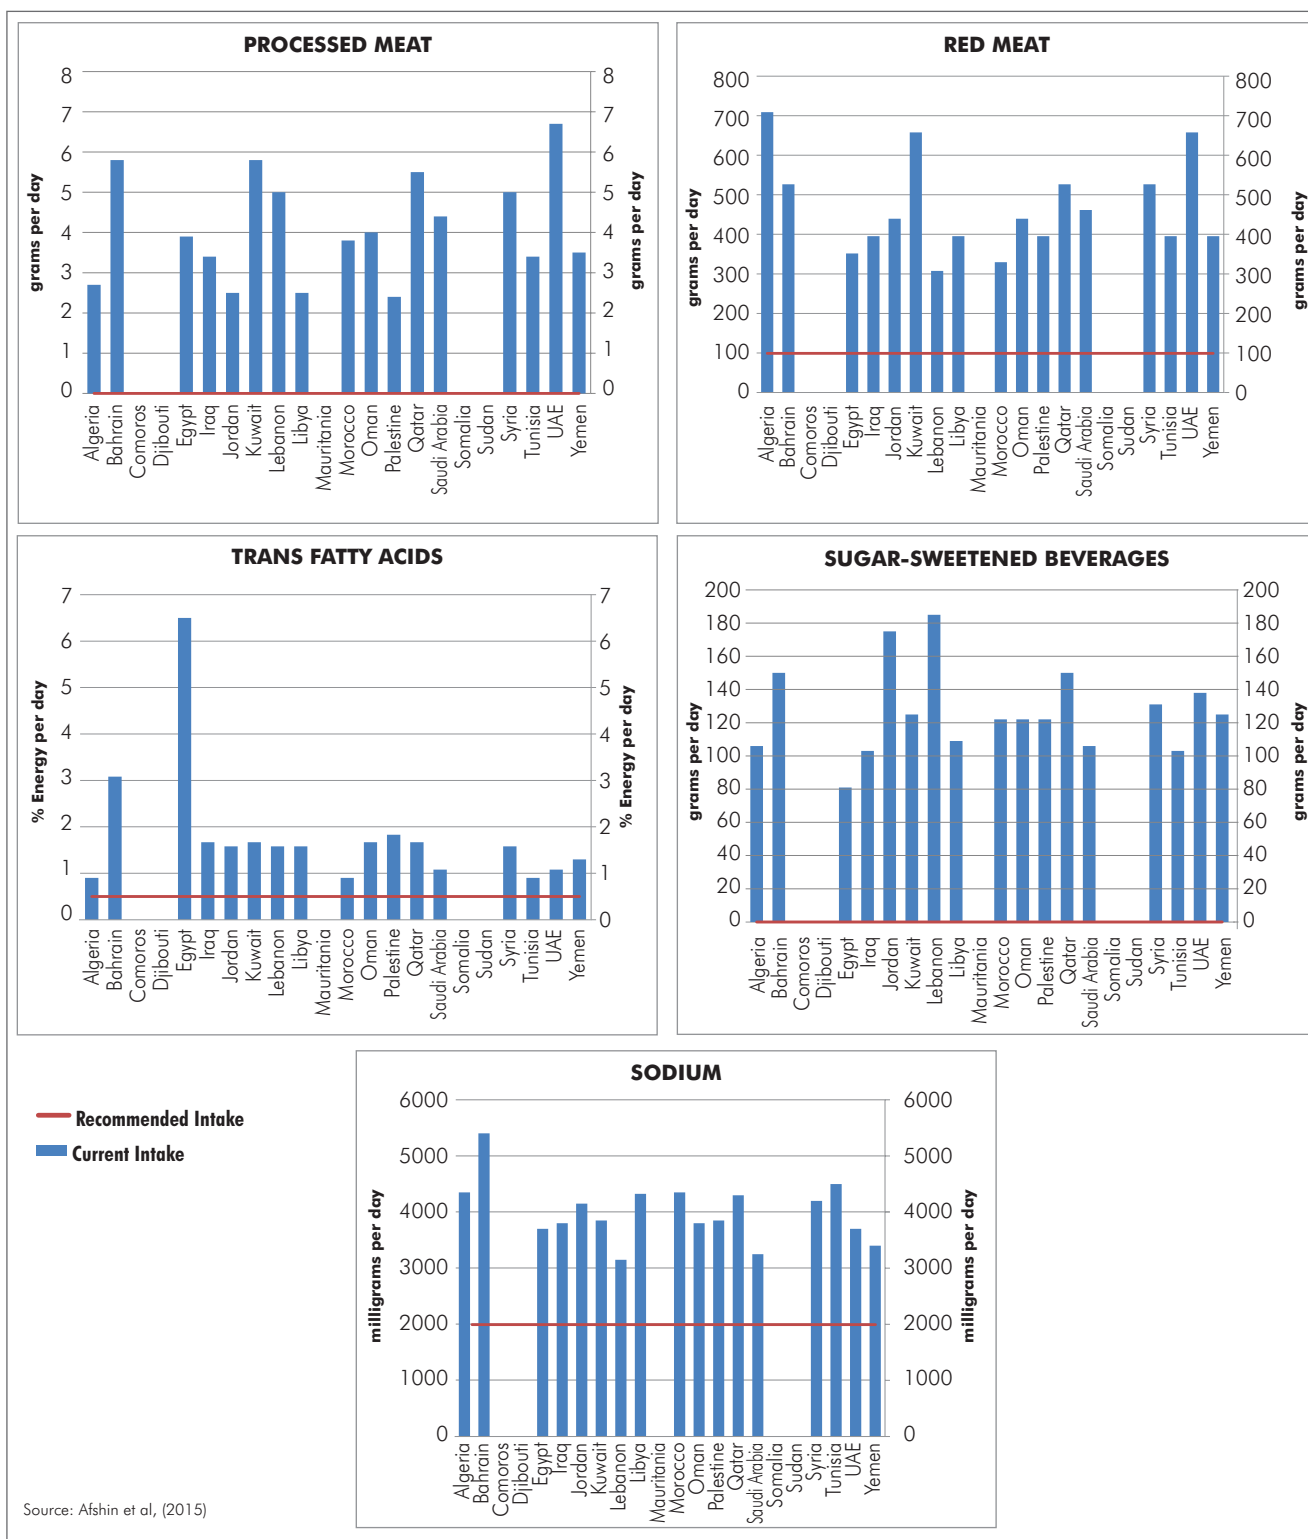 PROCESSED MEAT
8
7
6
5
4
3
2
1
0
grams per day
8
7
6
5
4
3
2
1
0
grams per day
Algeria
Bahrain
Comoros
Djibouti
Egypt
Iraq
Jordan
Kuwait
Lebanon
Libya
Mauritania
Morocco
Oman
Palestine
Qatar
Saudi Arabia
Somalia
Sudan
Syria
Tunisia
UAE
Yemen
RED MEAT
800
700
600
500
400
300
200
100
0
grams per day
800
700
600
500
400
300
200
100
0
grams per day
Algeria
Bahrain
Comoros
Djibouti
Egypt
Iraq
Jordan
Kuwait
Lebanon
Libya
Mauritania
Morocco
Oman
Palestine
Qatar
Saudi Arabia
Somalia
Sudan
Syria
Tunisia
UAE
Yemen
TRANS FATTY ACIDS
7
6
5
4
3
2
1
0
% Energy per day
7
6
5
4
3
2
1
0
% Energy per day
Algeria
Bahrain
Comoros
Djibouti
Egypt
Iraq
Jordan
Kuwait
Lebanon
Libya
Mauritania
Morocco
Oman
Palestine
Qatar
Saudi Arabia
Somalia
Sudan
Syria
Tunisia
UAE
Yemen
SUGAR-SWEETENED BEVERAGES
200
180
160
140
120
100
80
60
40
20
0
grams per day
200
180
160
140
120
100
80
60
40
20
0
grams per day
Algeria
Bahrain
Comoros
Djibouti
Egypt
Iraq
Jordan
Kuwait
Lebanon
Libya
Mauritania
Morocco
Oman
Palestine
Qatar
Saudi Arabia
Somalia
Sudan
Syria
Tunisia
UAE
Yemen
Recommended Intake
Current Intake
SODIUM
6000
5000
4000
3000
2000
1000
0
milligrams per day
6000
5000
4000
3000
2000
1000
0
milligrams per day
Algeria
Bahrain
Comoros
Djibouti
Egypt
Iraq
Jordan
Kuwait
Lebanon
Libya
Mauritania
Morocco
Oman
Palestine
Qatar
Saudi Arabia
Somalia
Sudan
Syria
Tunisia
UAE
Yemen
Source: Afshin et al, (2015)